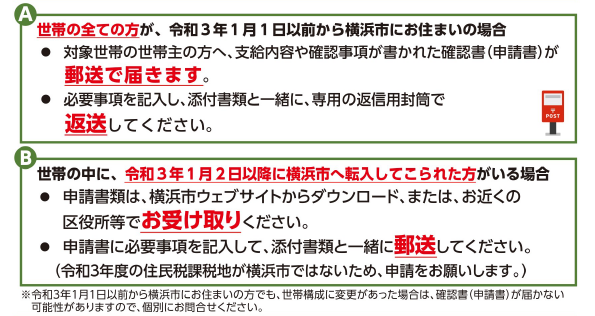 A
世帯の全ての方が、令和３年１月１日以前から横浜市にお住まいの場合
● 対象世帯の世帯主の方へ、支給内容や確認事項が書かれた確認書(申請書)が
郵送で届きます。
● 必要事項を記入し、添付書類と一緒に、専用の返信用封筒で
返送してください。
POST
B
世帯の中に、令和３年１月２日以降に横浜市へ転入してこられた方がいる場合
● 申請書類は、横浜市ウェブサイトからダウンロード、または、お近くの
区役所等でお受け取りください。
● 申請書に必要事項を記入して、添付書類と一緒に郵送してください。
(令和3年度の住民税課税地が横浜市ではないため、申請をお願いします。)
※令和3年1月1日以前から横浜市にお住まいの方でも、世帯構成に変更があった場合は、確認書(申請書)が届かない
可能性がありますので、個別にお問合せください。